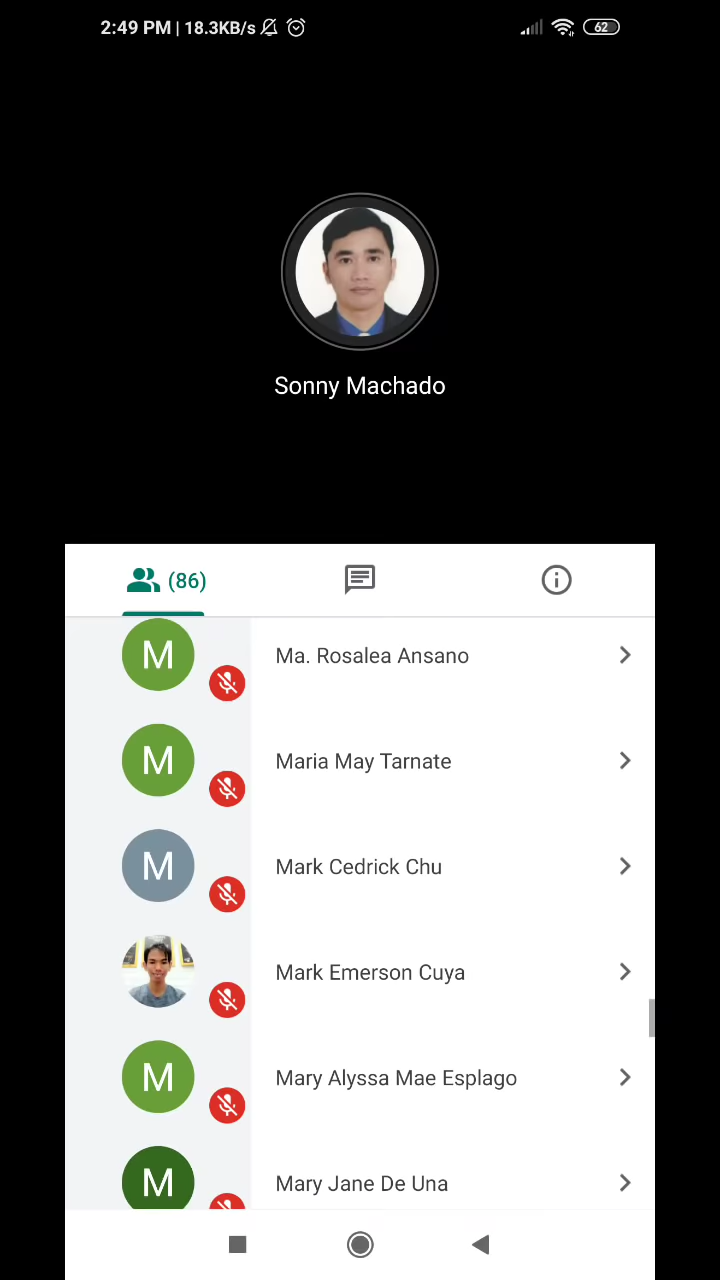 2:49 PM | 18.3KB/s 62
Sonny Machado
(86)
M Ma. Rosalea Ansano
M Maria May Tarnate
M Mark Cedrick Chu
Mark Emerson Cuya
M Mary Alyssa Mae Esplago
M Mary Jane De Una